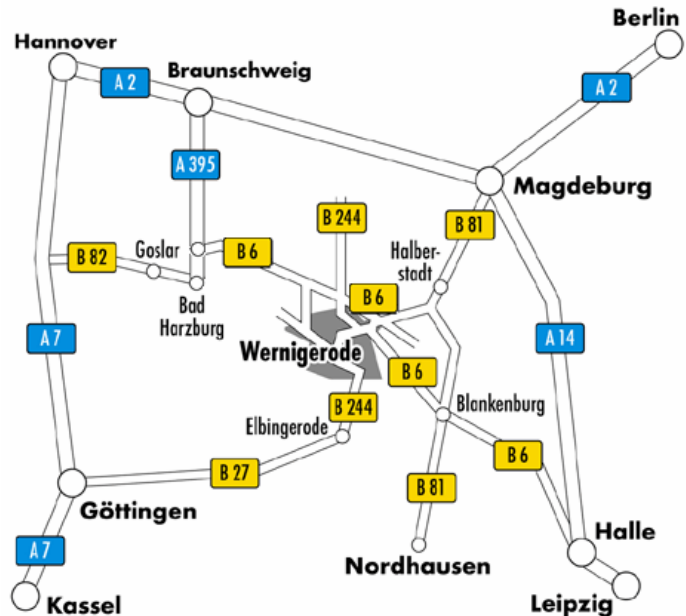 Berlin
Hannover
Braunschweig
A 2
A 2
A 395
Magdeburg
B 244
B 81
Goslar
B 6
Halber-
stadt
B 82
B 6
Bad
Harzburg
A 7
A 14
Wernigerode
B 6
B 244
Blankenburg
Elbingerode
B 6
B 27
B 81
Göttingen
Halle
A 7
Nordhausen
Leipzig
Kassel